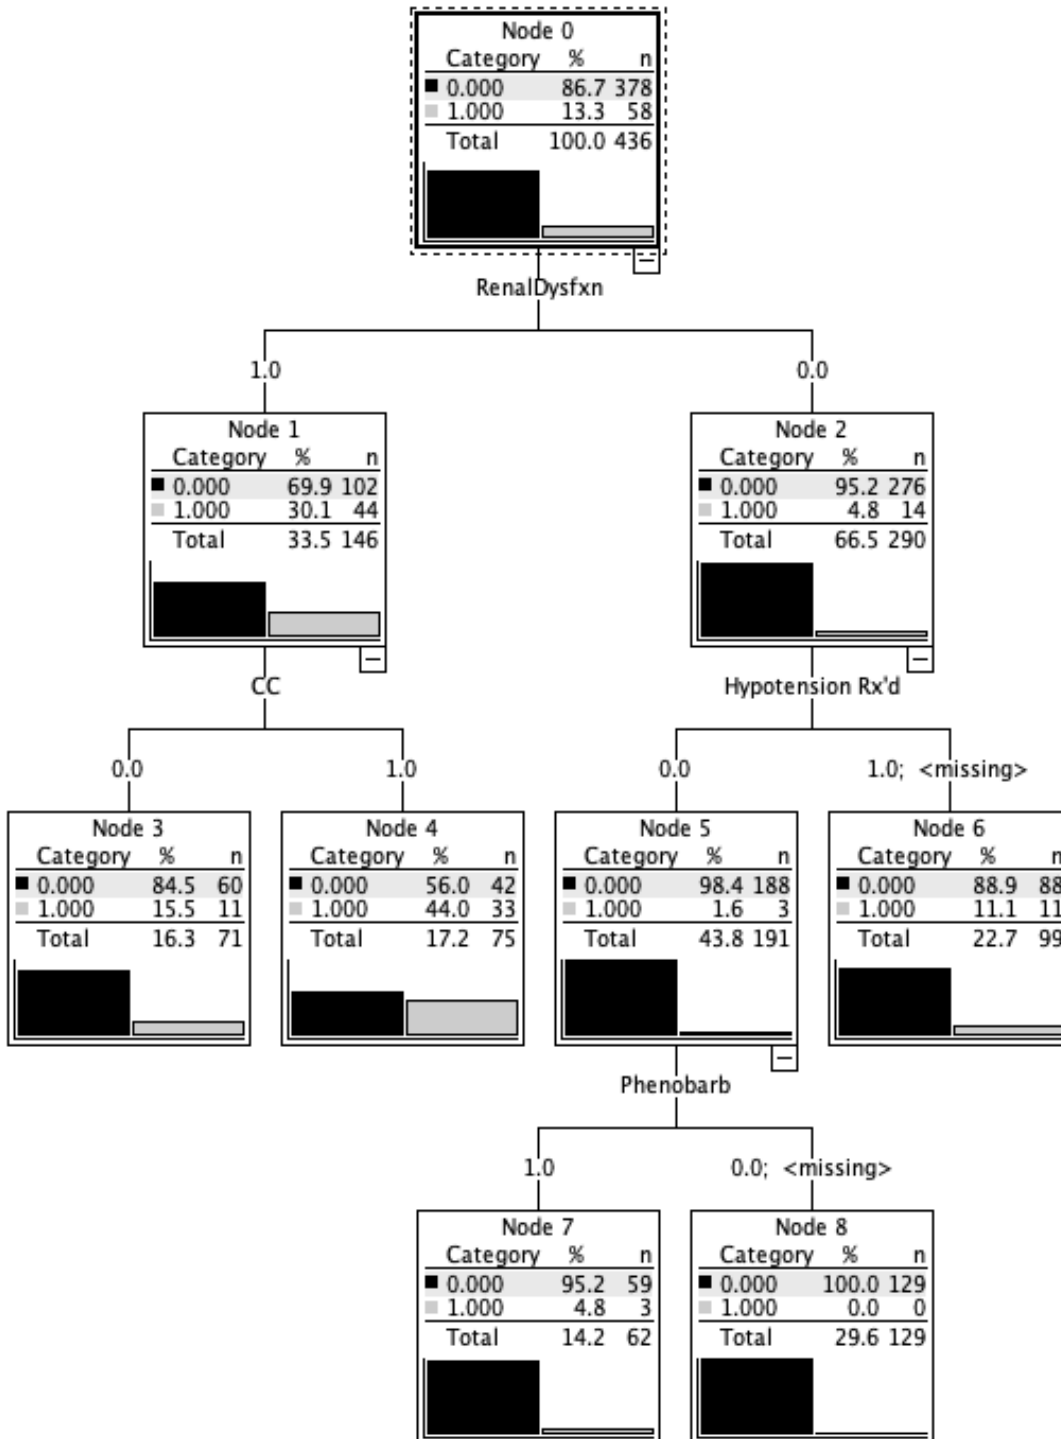 Node 0
Category % n
0.000 86.7 378
1.000 13.3 58
Total 100.0 436
RenalDysfxn
1.0
0.0
Node 1
Category % n
0.000 69.9 102
1.000 30.1 44
Total 33.5 146
Node 2
Category % n
0.000 95.2 276
1.000 4.8 14
Total 66.5 290
CC
Hypotension Rx'd
0.0
1.0
0.0
1.0; <missing>
Node 3
Category % n
0.000 84.5 60
1.000 15.5 11
Total 16.3 71
Node 4
Category % n
0.000 56.0 42
1.000 44.0 33
Total 17.2 75
Node 5
Category % n
0.000 98.4 188
1.000 1.6 3
Total 43.8 191
Node 6
Category % n
0.000 88.9 88
1.000 11.1 11
Total 22.7 99
Phenobarb
1.0
0.0; <missing>
Node 7
Category % n
0.000 95.2 59
1.000 4.8 3
Total 14.2 62
Node 8
Category % n
0.000 100.0 129
1.000 0.0 0
Total 29.6 129